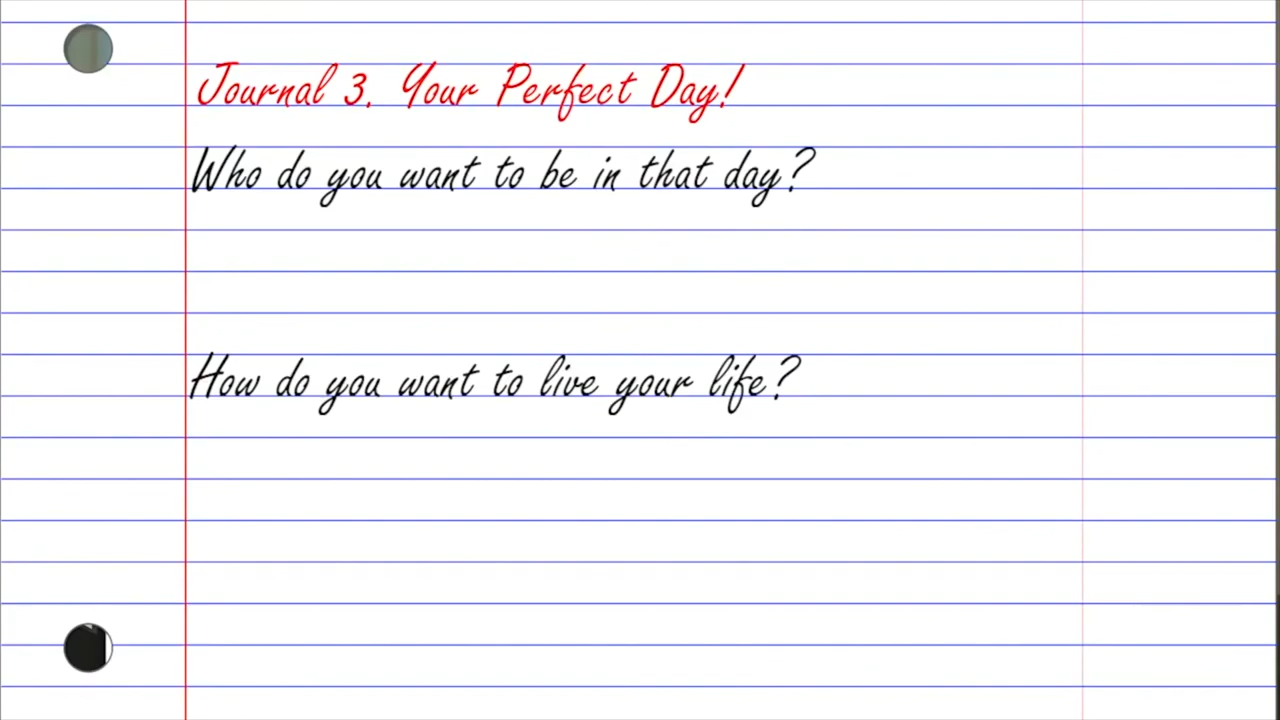 Journal 3. Your Perfect Day!
Who do you want to be in that day?
How do you want to live your life?